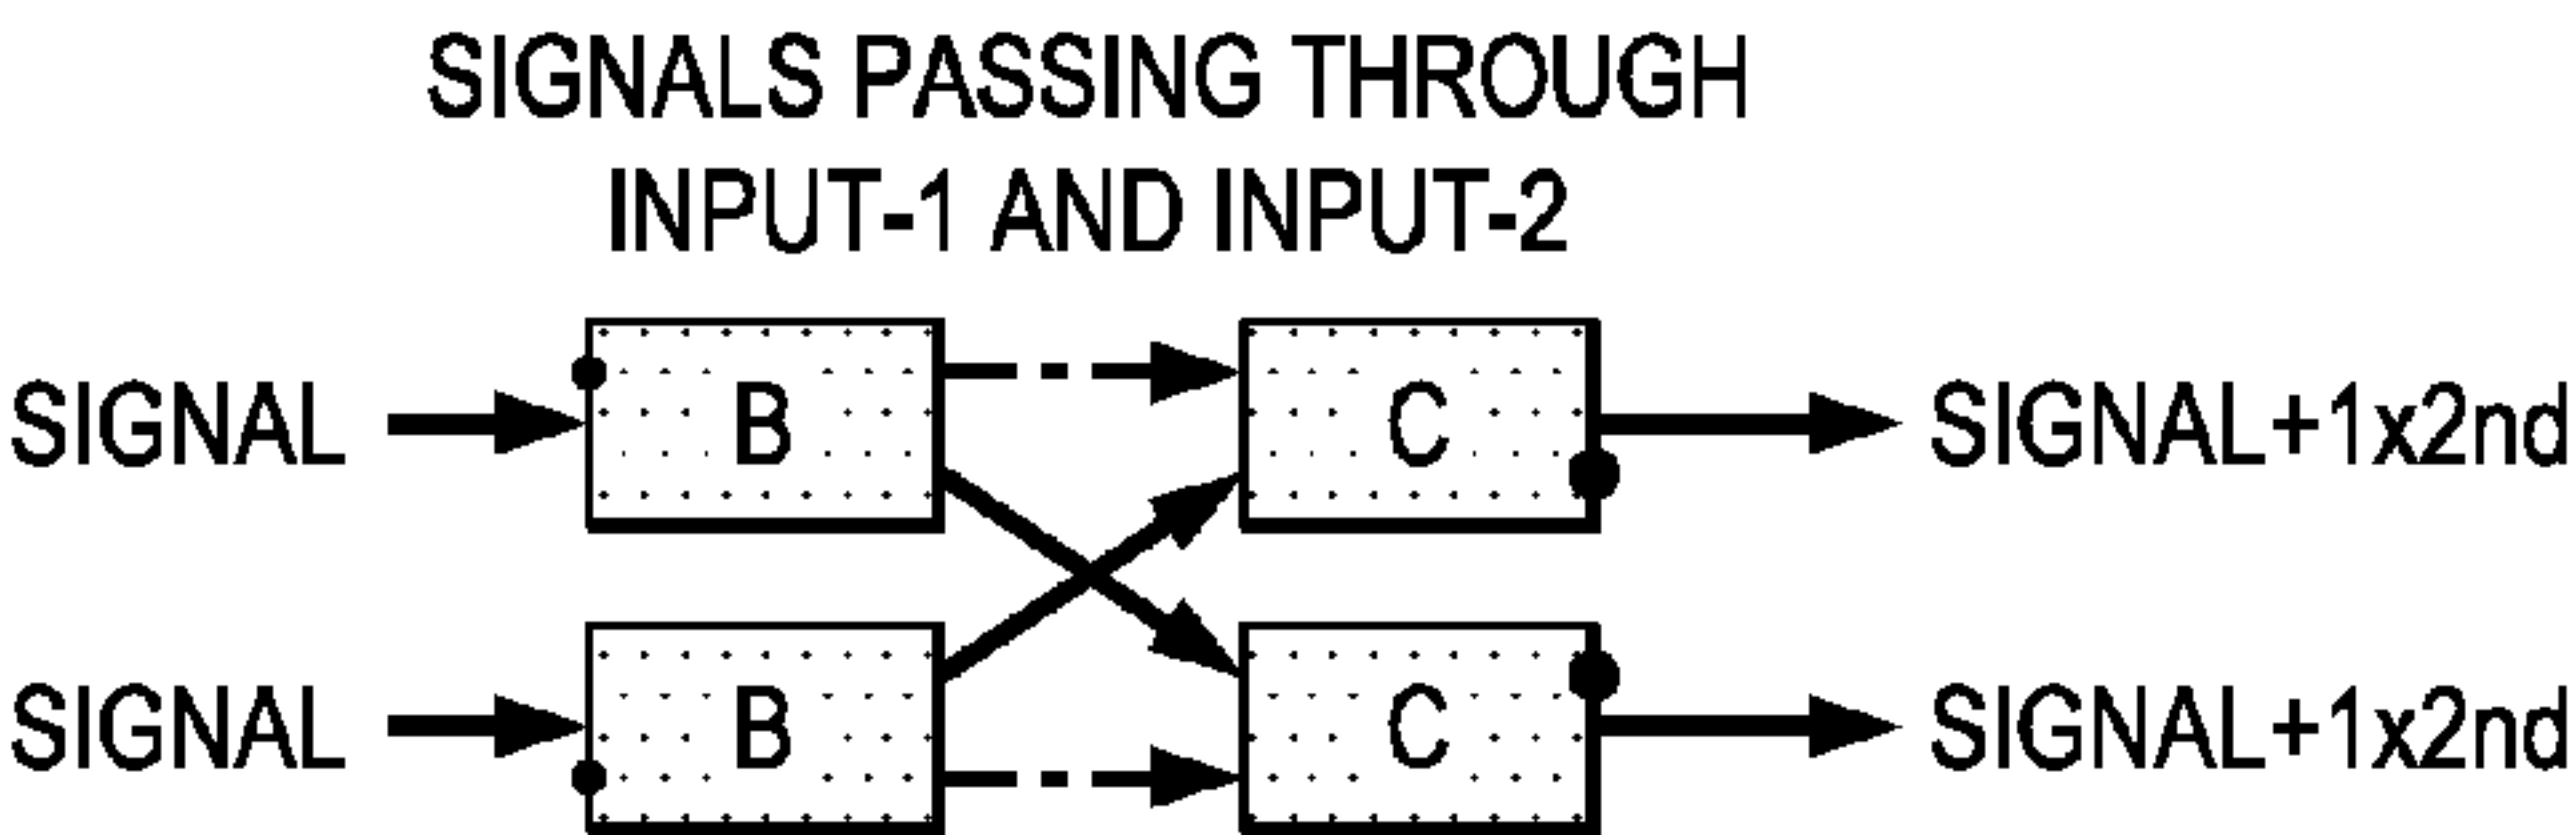 SIGNALS PASSING THROUGH
INPUT-1 AND INPUT-2
SIGNAL B C SIGNAL+1x2nd
SIGNAL B C SIGNAL+1x2nd